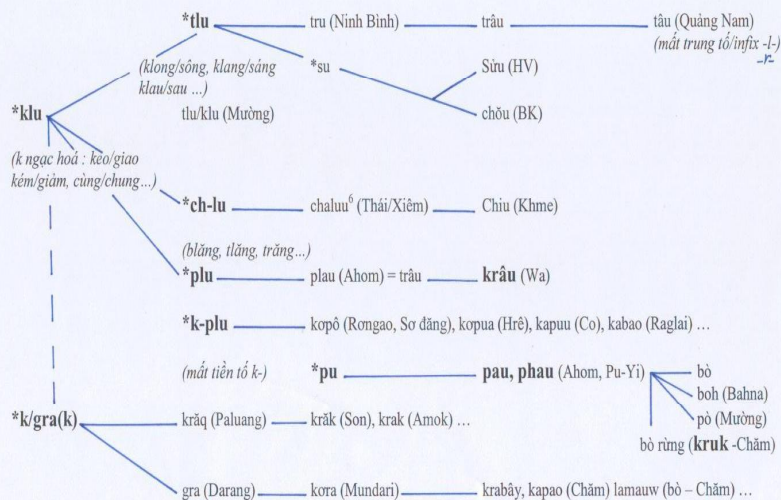 *tlu tru (Ninh Bình) trâu tâu (Quảng Nam)
(mất trung tố/infix -l-)
-r-
(klong/sông, klang/sáng
klau/sau ...)
*su Sửu (HV)
*klu tlu/klu (Mường) chŏu (BK)
(k ngạc hoá : kẻo/giao
kém/giảm, cùng/chung...)
*ch-lu chaluu⁶ (Thái/Xiêm) Chiu (Khme)
(blăng, tlăng, trăng...)
*plu plau (Ahom) = trâu krâu (Wa)
*k-plu kơpô (Rơngao, Sơ đăng), kơpua (Hrê), kapuu (Co), kabao (Raglai) ...
(mất tiền tố k-) *pu pau, phau (Ahom, Pu-Yi) bò
boh (Bahna)
*k/gra(k) krăq (Paluang) krăk (Son), krak (Amok) ... pò (Mường)
bò rừng (kruk -Chăm)
gra (Darang) kơra (Mundari) krabây, kapao (Chăm) lamauw (bò – Chăm) ...